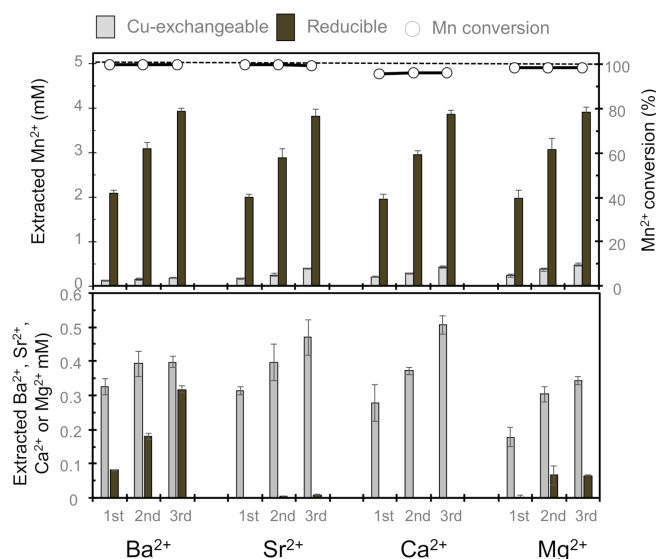 Cu-exchangeable Reducible Mn conversion
5
4
3
2
1
0
Extracted Mn²⁺ (mM)
100
80
60
40
20
0
Mn²⁺ conversion (%)
0.6
0.5
0.4
0.3
0.2
0.1
0
Extracted Ba²⁺, Sr²⁺,
Ca²⁺ or Mg²⁺ mM)
1st 2nd 3rd 1st 2nd 3rd 1st 2nd 3rd 1st 2nd 3rd
Ba²⁺ Sr²⁺ Ca²⁺ Mg²⁺